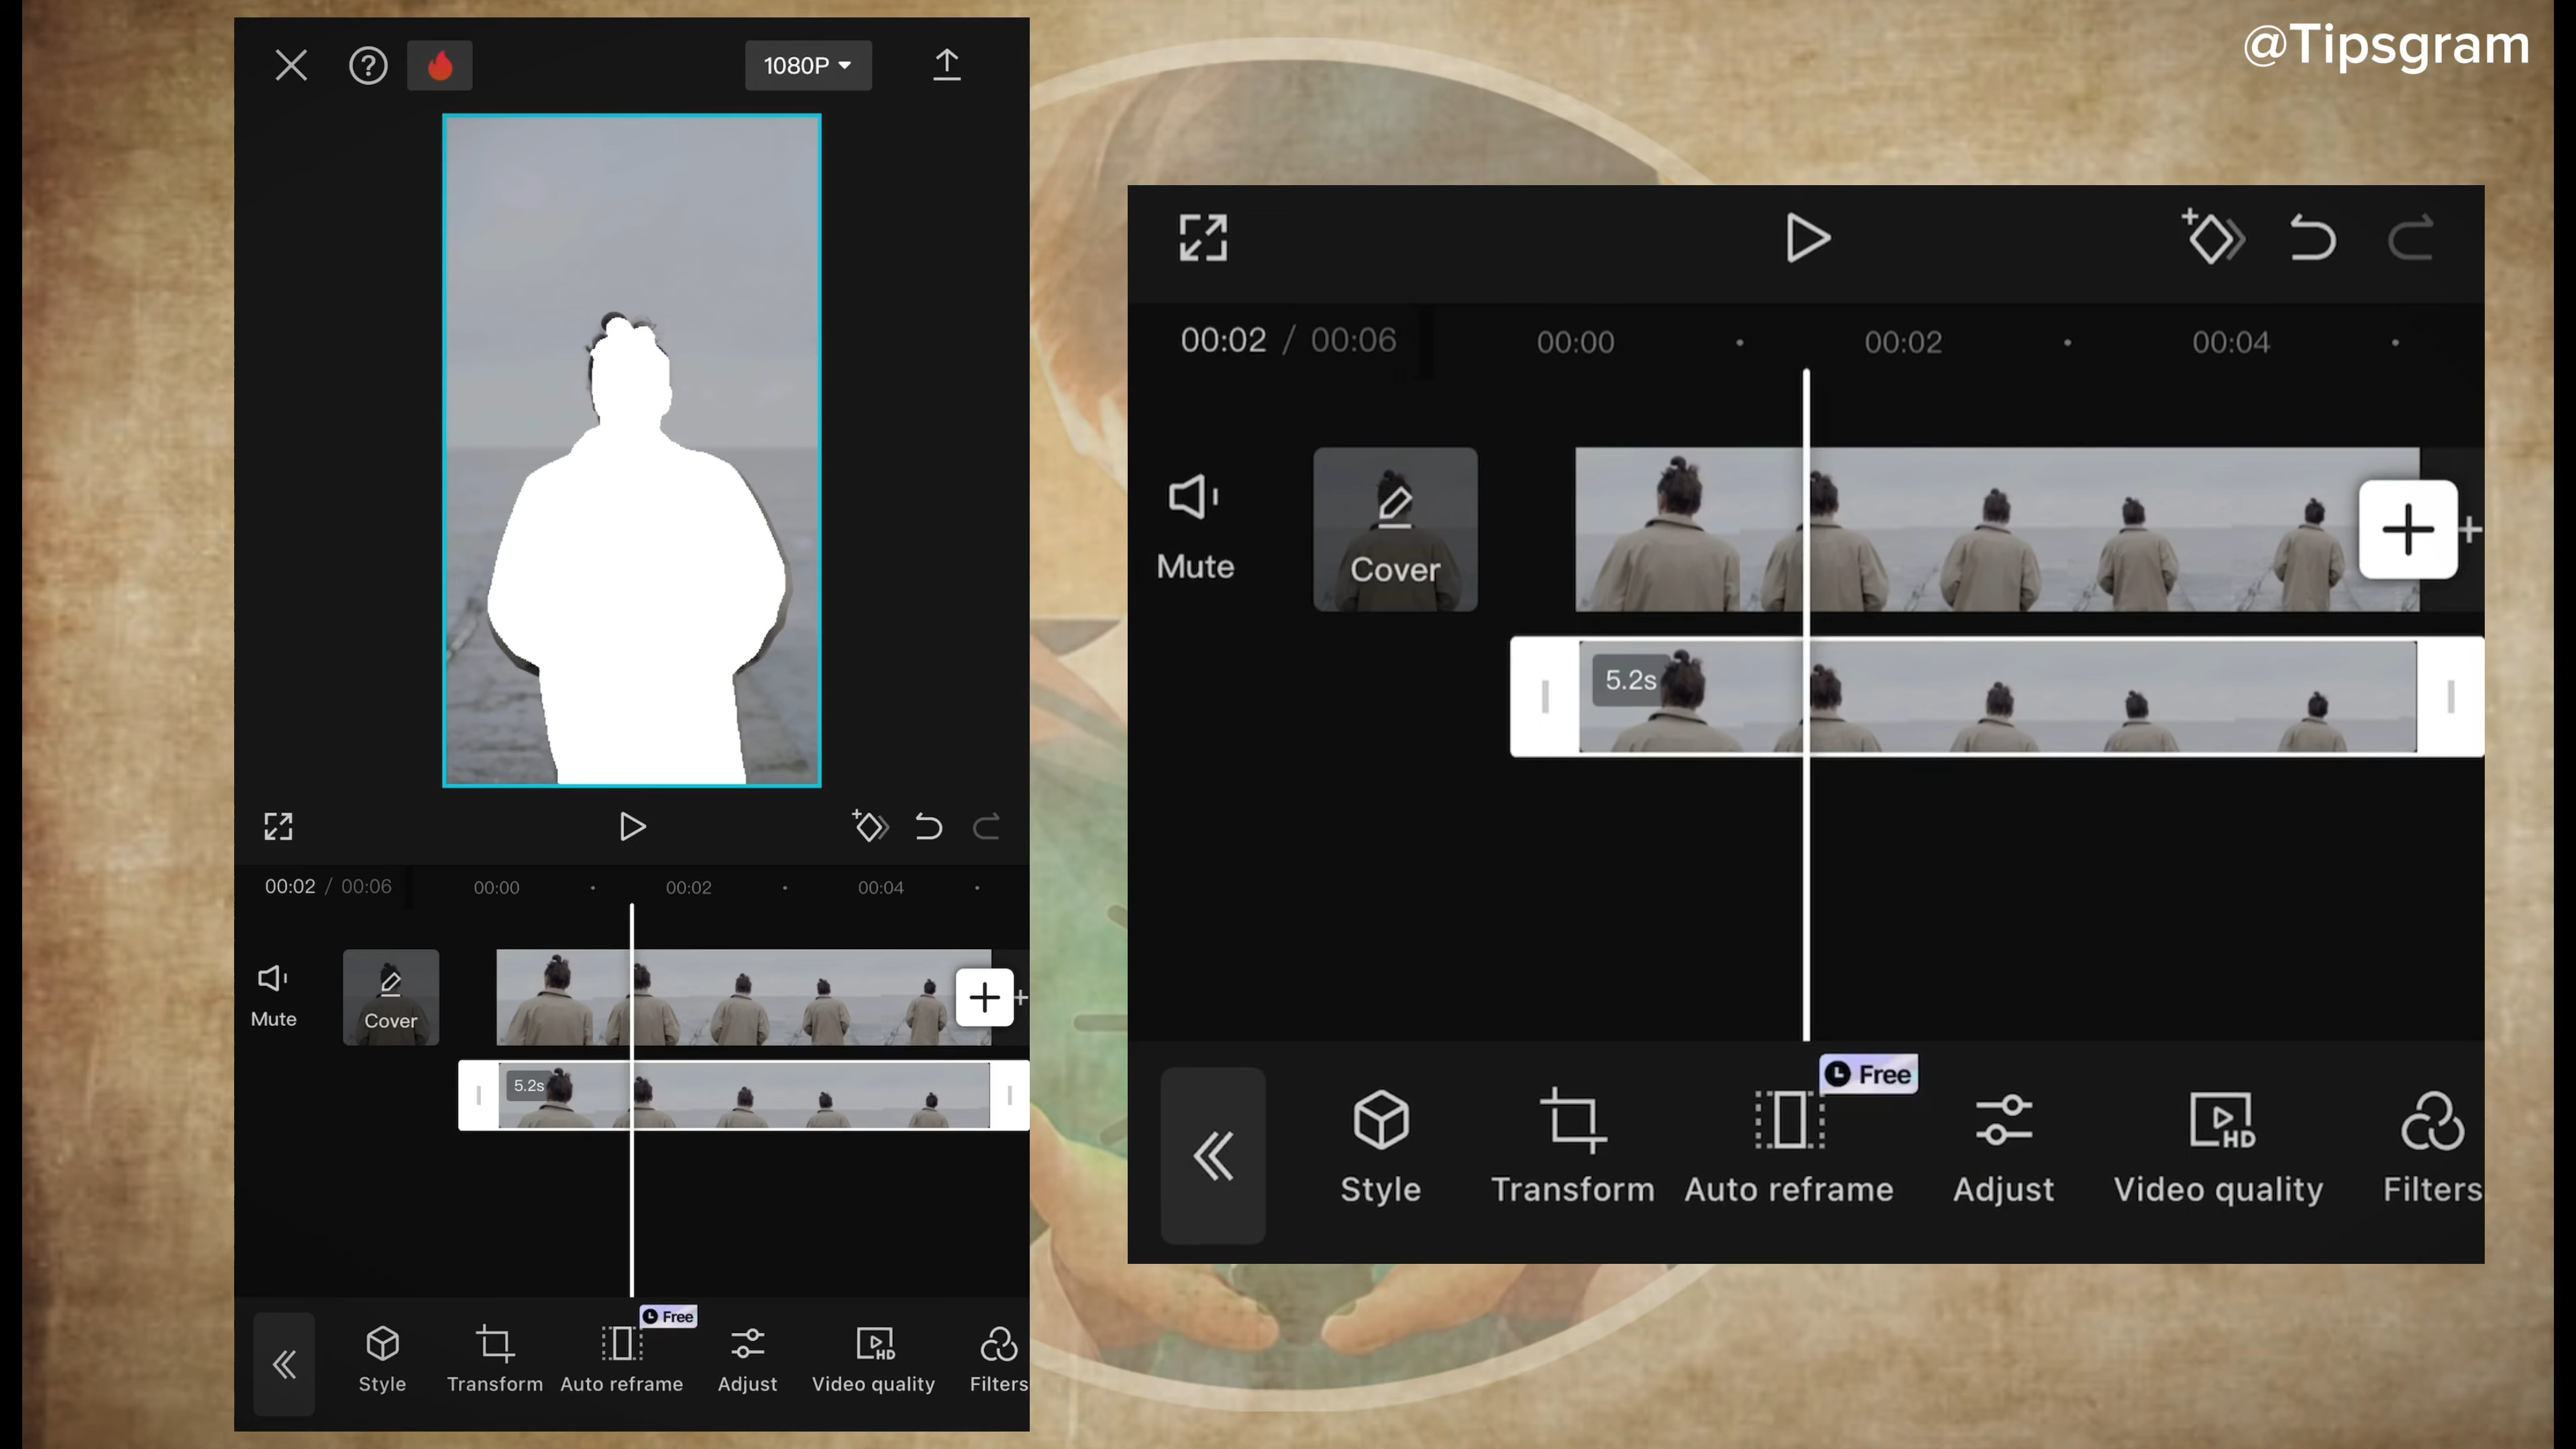 @Tipsgram
1080P
00:02 / 00:06 00:00 00:02 00:04
Mute
Cover
5.2s
Free
Style Transform Auto reframe Adjust Video quality Filters
HD
00:02 / 00:06 00:00 00:02 00:04
Mute
Cover
5.2s
Free
HD
Style Transform Auto reframe Adjust Video quality Filters